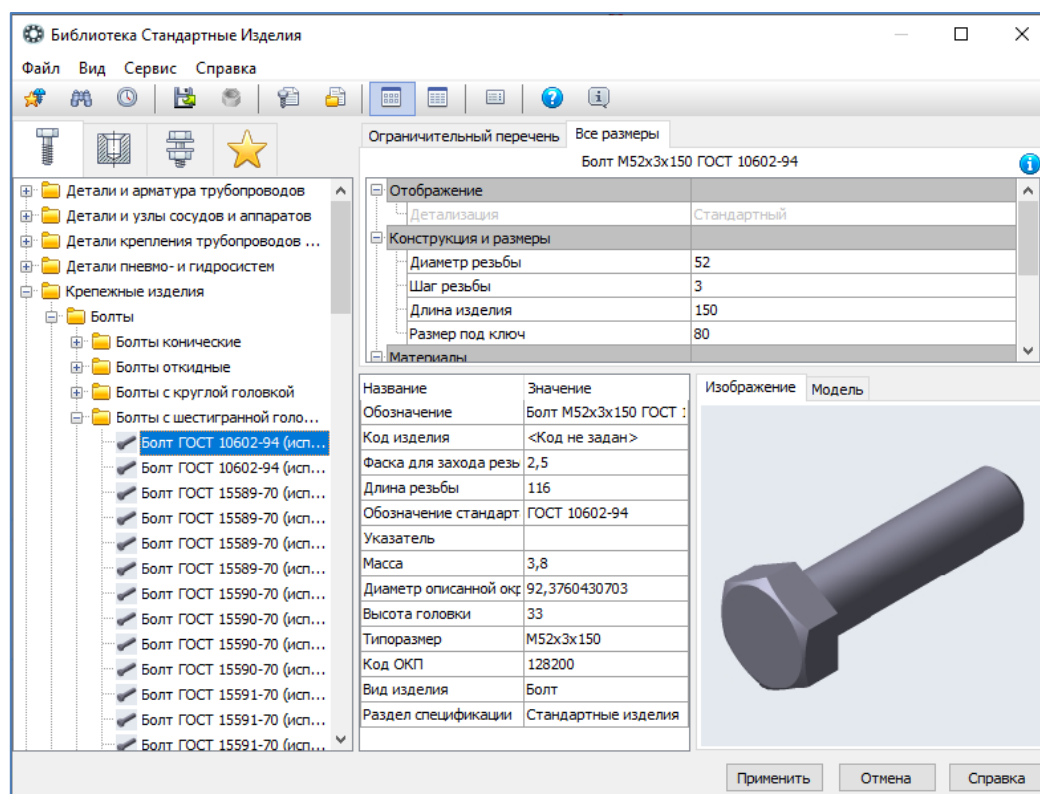 Библиотека Стандартные Изделия
Файл Вид Сервис Справка
Ограничительный перечень Все размеры
Болт М52х3х150 ГОСТ 10602-94
Детали и арматура трубопроводов
Детали и узлы сосудов и аппаратов
Детали крепления трубопроводов ...
Детали пневмо- и гидросистем
Крепежные изделия
Болты
Болты конические
Болты откидные
Болты с круглой головкой
Болты с шестигранной голо...
Болт ГОСТ 10602-94 (исп...
Болт ГОСТ 10602-94 (исп...
Болт ГОСТ 15589-70 (исп...
Болт ГОСТ 15589-70 (исп...
Болт ГОСТ 15589-70 (исп...
Болт ГОСТ 15589-70 (исп...
Болт ГОСТ 15590-70 (исп...
Болт ГОСТ 15590-70 (исп...
Болт ГОСТ 15590-70 (исп...
Болт ГОСТ 15590-70 (исп...
Болт ГОСТ 15591-70 (исп...
Болт ГОСТ 15591-70 (исп...
Болт ГОСТ 15591-70 (исп...
Отображение
Детализация Стандартный
Конструкция и размеры
Диаметр резьбы 52
Шаг резьбы 3
Длина изделия 150
Размер под ключ 80
Материалы
Название Значение
Обозначение Болт М52х3х150 ГОСТ 1
Код изделия <Код не задан>
Фаска для захода резь 2,5
Длина резьбы 116
Обозначение стандарт ГОСТ 10602-94
Указатель
Масса 3,8
Диаметр описанной окр 92,3760430703
Высота головки 33
Типоразмер М52х3х150
Код ОКП 128200
Вид изделия Болт
Раздел спецификации Стандартные изделия
Изображение Модель
Применить Отмена Справка